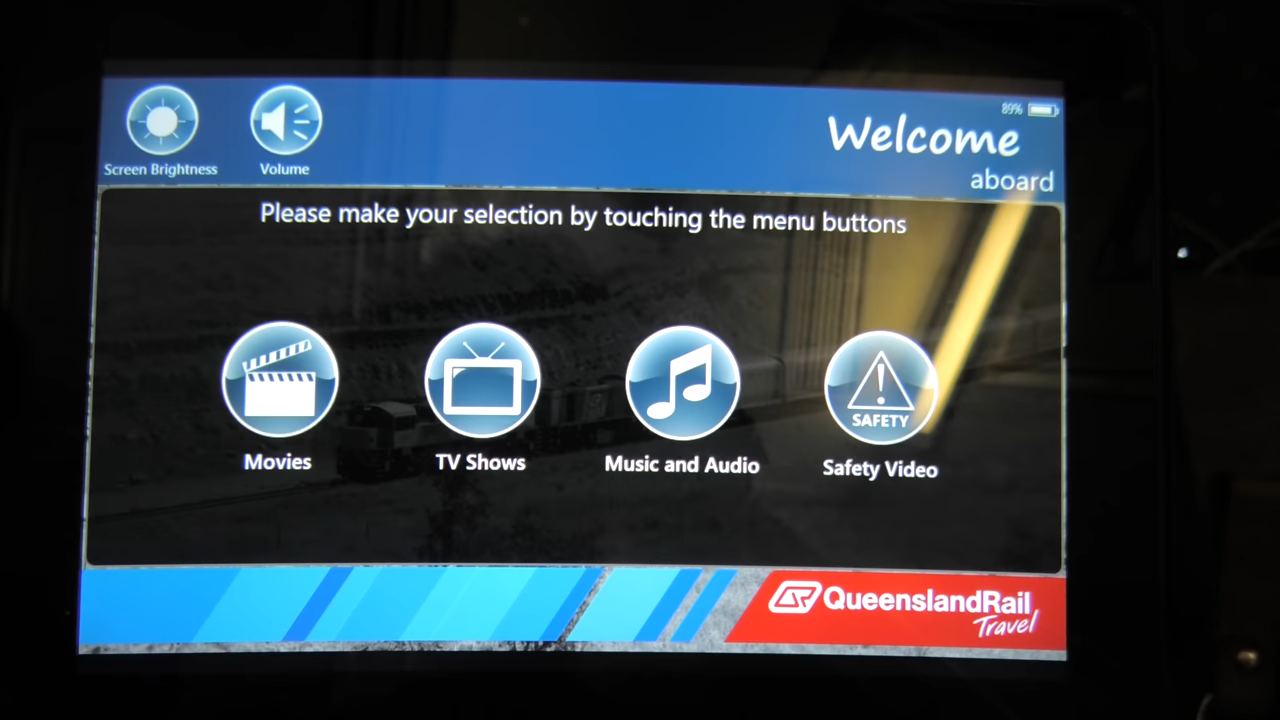 89%
Welcome
aboard
Screen Brightness
Volume
Please make your selection by touching the menu buttons
SAFETY
Movies
TV Shows
Music and Audio
Safety Video
QueenslandRail
Travel